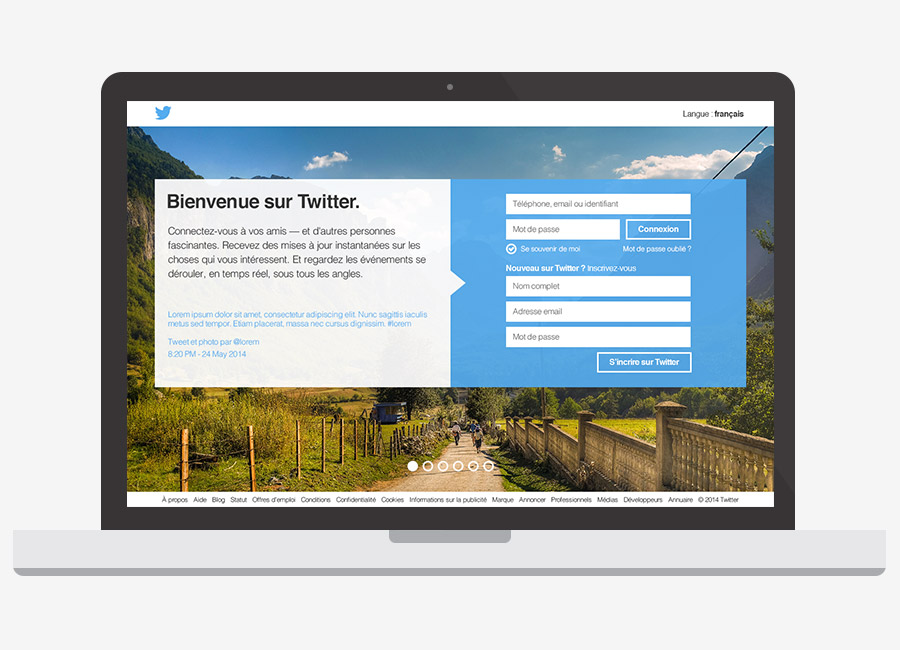 Langue : français
Bienvenue sur Twitter.
Connectez-vous à vos amis — et d'autres personnes
fascinantes. Recevez des mises à jour instantanées sur les
choses qui vous intéressent. Et regardez les événements se
dérouler, en temps réel, sous tous les angles.
Lorem ipsum dolor sit amet, consectetur adipiscing elit. Nunc sagittis iaculis
metus sed tempor. Etiam placerat, massa nec cursus dignissim. #lorem
Tweet et photo par @lorem
8:20 PM - 24 May 2014
Téléphone, email ou identifiant
Mot de passe
Connexion
Se souvenir de moi
Mot de passe oublié ?
Nouveau sur Twitter ? Inscrivez-vous
Nom complet
Adresse email
Mot de passe
S'incrire sur Twitter
À propos Aide Blog Statut Offres d'emploi Conditions Confidentialité Cookies Informations sur la publicité Marque Annoncer Professionnels Médias Développeurs Annuaire © 2014 Twitter